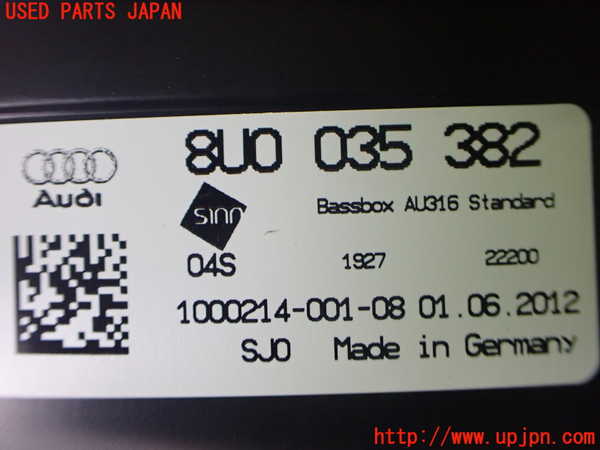 USED PARTS JAPAN
8U0 035 382
Audi
sinn
Bassbox AU316 Standard
04S 1927 22200
1000214-001-08 01.06.2012
SJ0 Made in Germany
http://www.upjpn.com/